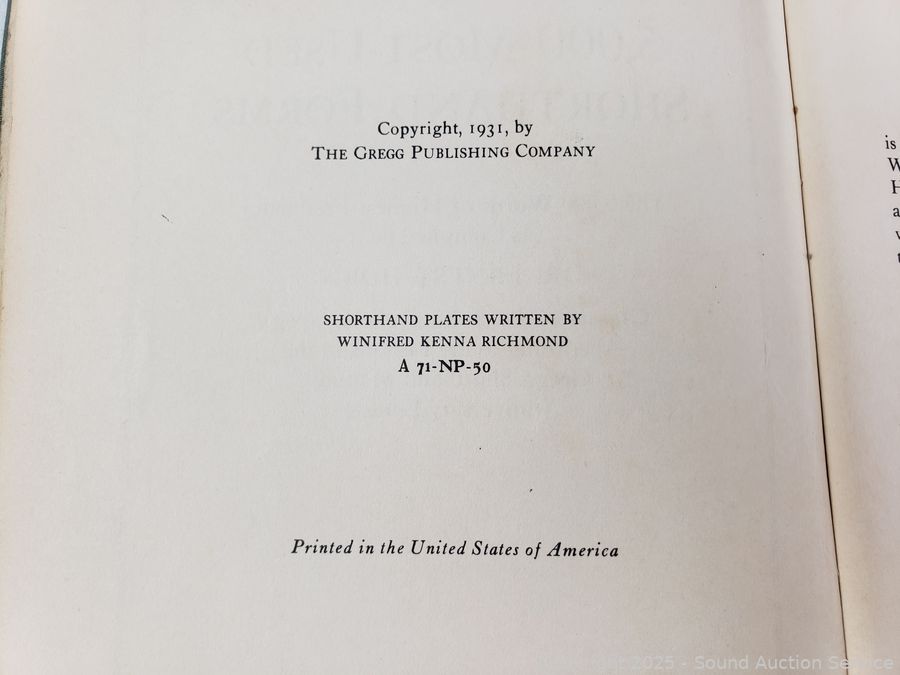 Copyright, 1931, by
THE GREGG PUBLISHING COMPANY
SHORTHAND PLATES WRITTEN BY
WINIFRED KENNA RICHMOND
A 71-NP-50
Printed in the United States of America
is
W
H
a
w
t
2025 - Sound Auction Service